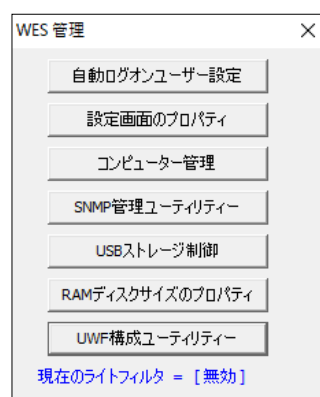 WES 管理
自動ログオンユーザー設定
設定画面のプロパティ
コンピューター管理
SNMP管理ユーティリティー
USBストレージ制御
RAMディスクサイズのプロパティ
UWF構成ユーティリティー
現在のライトフィルタ = [無効]